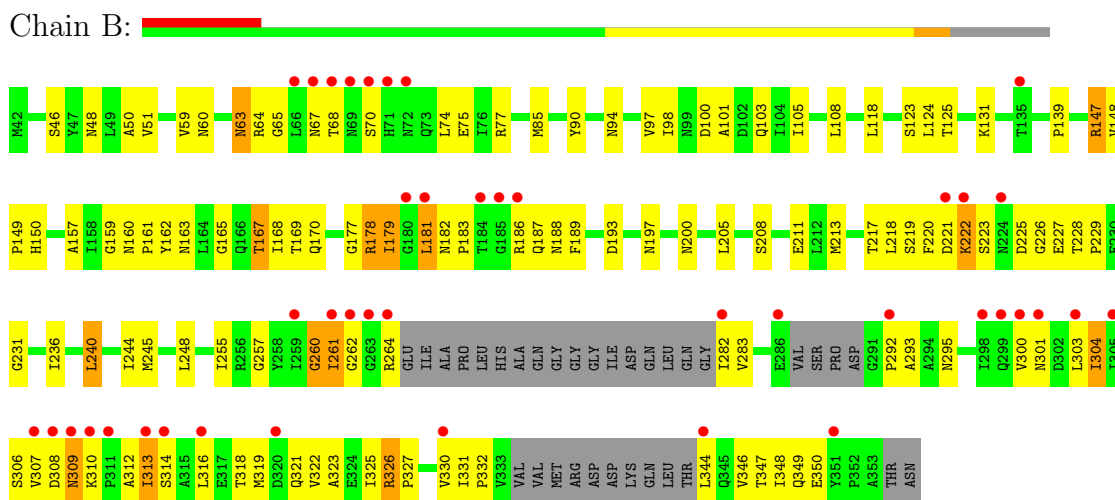 Chain B:
M42 S46 Y47 N48 L49 A50 V51 V59 N60 N63 R64 G65 L66 N67 T68 N69 S70 H71 N72 Q73 L74 E75 I76 R77 M85 Y90 N94 V97 I98 N99 D100 A101 D102 Q103 I104 I105 L108 L118 S123 L124 T125 K131 T135 P139 R147 V148
P149 H150 A157 I158 G159 N160 P161 Y162 N163 L164 G165 Q166 T167 I168 T169 Q170 G177 R178 I179 G180 L181 N182 P183 T184 G185 R186 Q187 N188 F189 D193 N197 N200 L205 S208 E211 L212 M213 T217 L218 S219 F220 D221 K222 S223 N224 D225 G226 E227 T228 P229
G231 I236 L240 I244 M245 L248 I255 R256 G257 Y258 I259 G260 I261 G262 G263 R264 GLU ILE ALA PRO LEU HIS ALA GLN GLY GLY GLY ILE ASP GLN LEU GLN GLY I282 V283 E286 VAL SER PRO ASP G291 P292 A293 A294 N295 I298 Q299 V300 N301 D302 L303 I304
S306 V307 D308 N309 K310 P311 A312 I313 S314 A315 L316 E317 T318 M319 D320 Q321 V322 A323 E324 I325 R326 P327 V330 I331 P332 V333 VAL VAL MET ARG ASP ASP LYS GLN LEU THR L344 Q345 V346 T347 I348 Q349 E350 V351 P352 A353 THR ASN